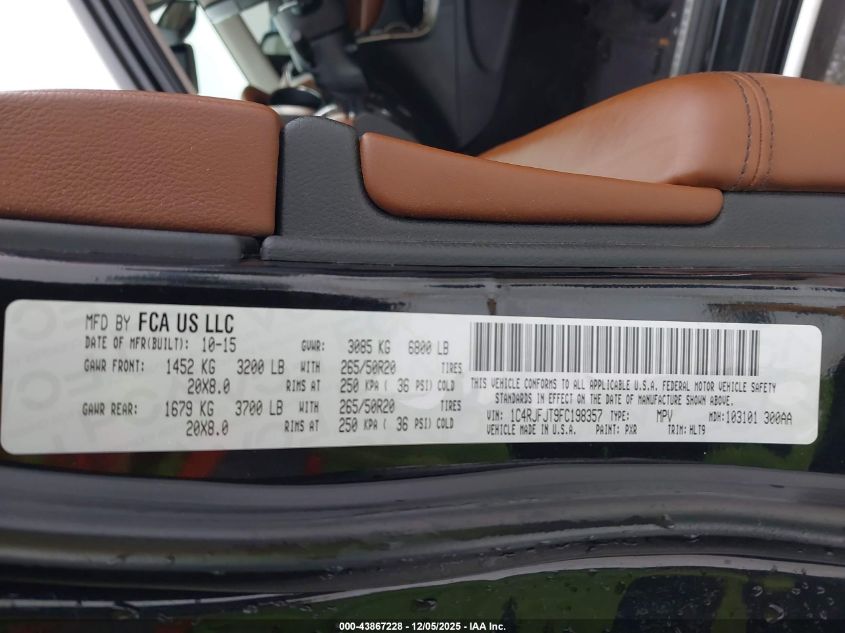 MFD BY FCA US LLC
DATE OF MFR(BUILT): 10-15 GVWR: 3085 KG 6800 LB
GAWR FRONT: 1452 KG 3200 LB WITH 265/50R20 TIRES
20X8.0 RIMS AT 250 KPA ( 36 PSI) COLD
GAWR REAR: 1679 KG 3700 LB WITH 265/50R20 TIRES
20X8.0 RIMS AT 250 KPA ( 36 PSI) COLD
THIS VEHICLE CONFORMS TO ALL APPLICABLE U.S.A. FEDERAL MOTOR VEHICLE SAFETY
STANDARDS IN EFFECT ON THE DATE OF MANUFACTURE SHOWN ABOVE.
VIN: 1C4RJFJT9FC198357 TYPE: MPV MDH:103101 300AA
VEHICLE MADE IN U.S.A. PAINT: PXR TRIM: HLT9
000-43867228 - 12/05/2025 - IAA Inc.